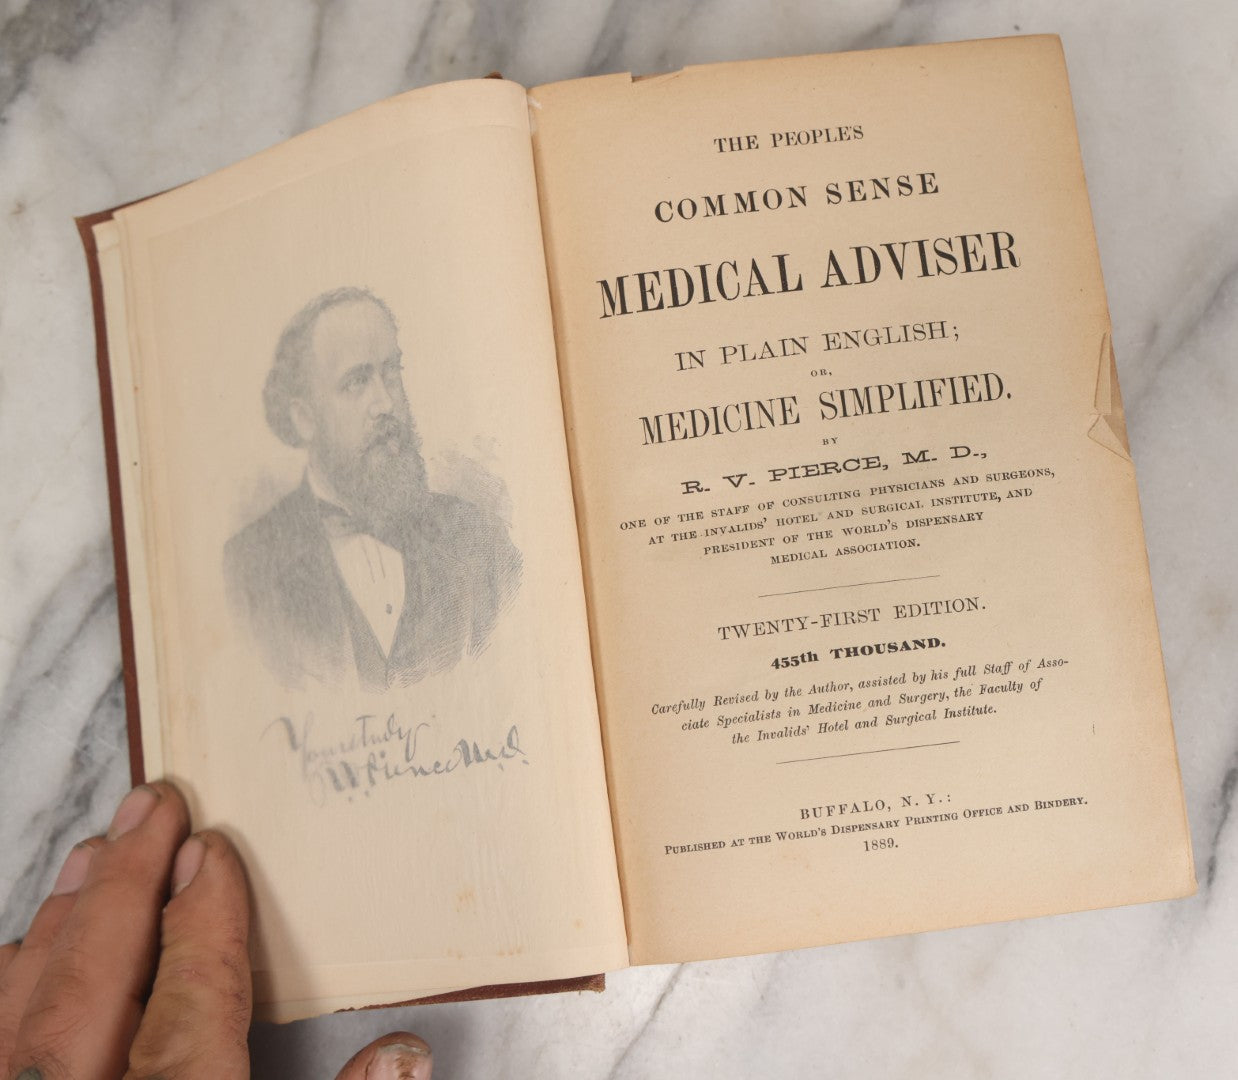 Yours truly
R.V. Pierce M.D.
THE PEOPLE'S
COMMON SENSE
MEDICAL ADVISER
IN PLAIN ENGLISH;
OR,
MEDICINE SIMPLIFIED.
BY
R. V. PIERCE, M. D.,
ONE OF THE STAFF OF CONSULTING PHYSICIANS AND SURGEONS,
AT THE INVALIDS' HOTEL AND SURGICAL INSTITUTE, AND
PRESIDENT OF THE WORLD'S DISPENSARY
MEDICAL ASSOCIATION.
TWENTY-FIRST EDITION.
455th THOUSAND.
Carefully Revised by the Author, assisted by his full Staff of Asso-
ciate Specialists in Medicine and Surgery, the Faculty of
the Invalids' Hotel and Surgical Institute.
BUFFALO, N. Y.:
PUBLISHED AT THE WORLD'S DISPENSARY PRINTING OFFICE AND BINDERY.
1889.